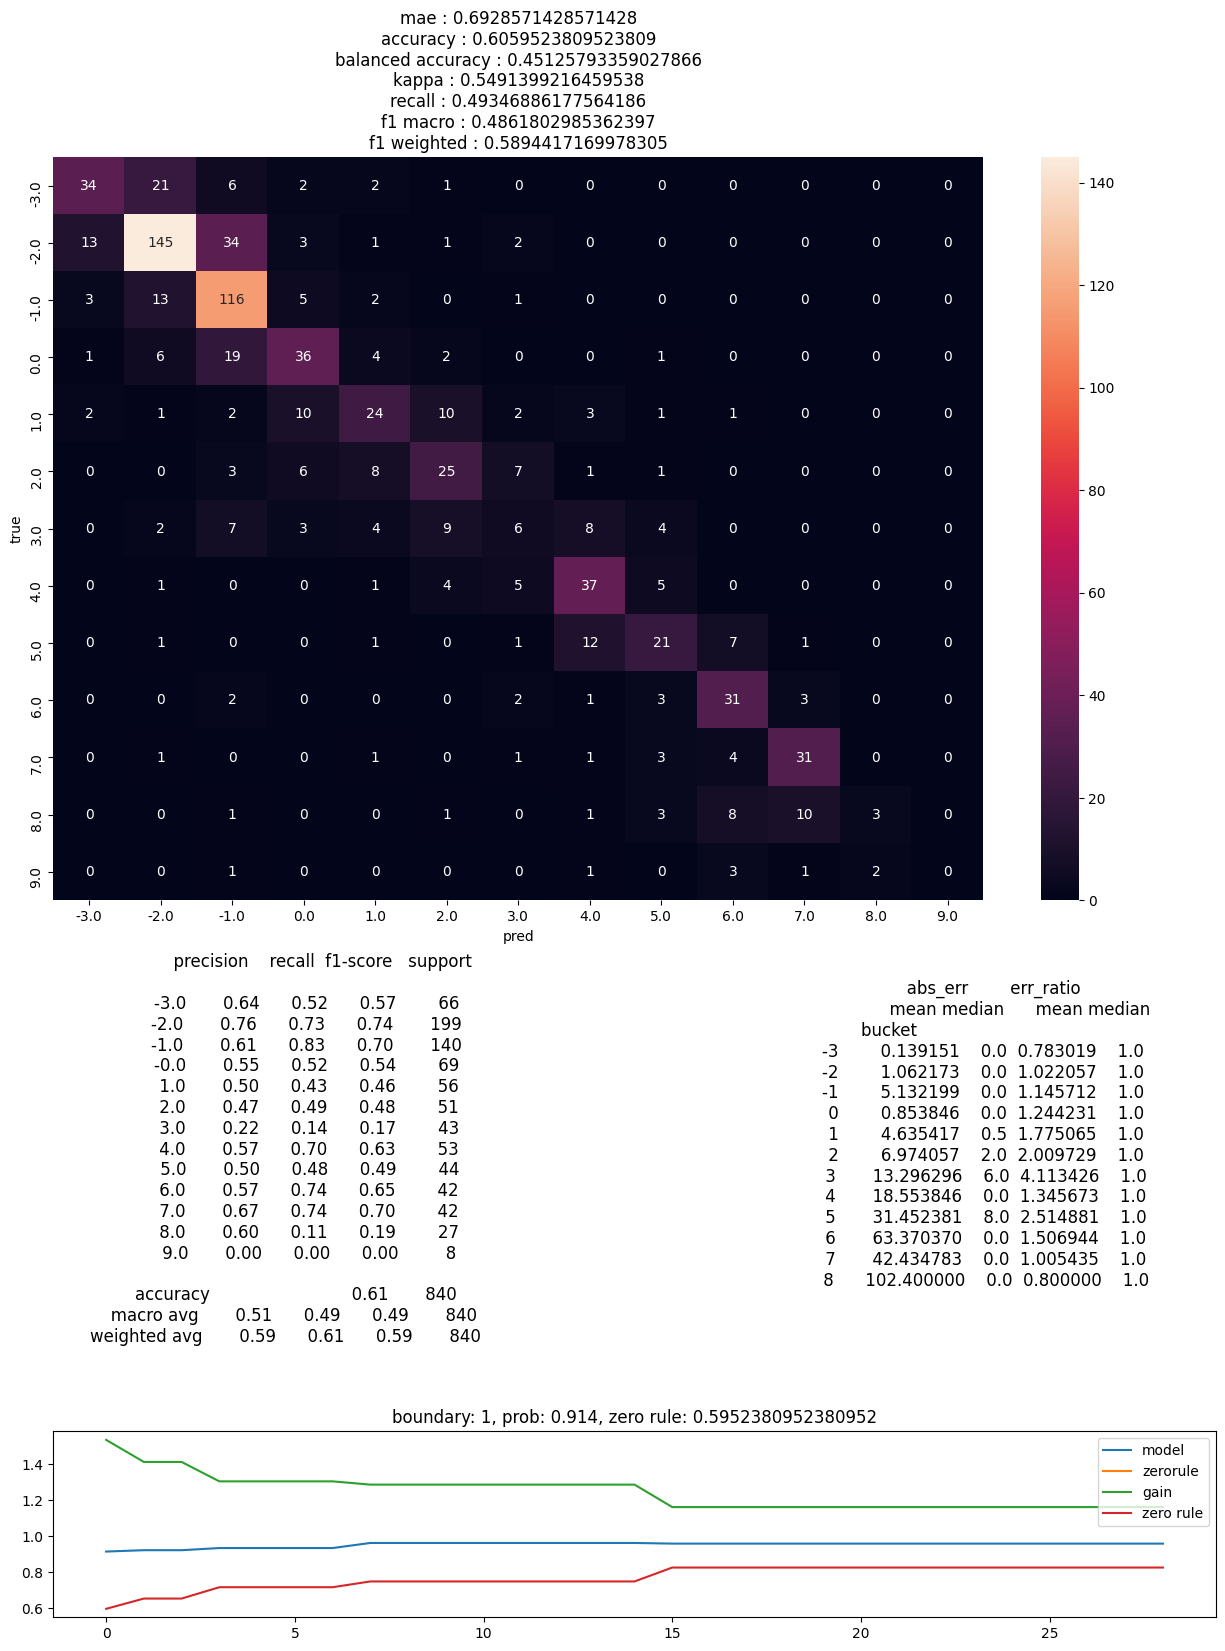 mae : 0.6928571428571428
accuracy : 0.6059523809523809
balanced accuracy : 0.45125793359027866
kappa : 0.5491399216459538
recall : 0.49346886177564186
f1 macro : 0.4861802985362397
f1 weighted : 0.5894417169978305
-3.0 34 21 6 2 2 1 0 0 0 0 0 0 0
-2.0 13 145 34 3 1 1 2 0 0 0 0 0 0
-1.0 3 13 116 5 2 0 1 0 0 0 0 0 0
0.0 1 6 19 36 4 2 0 0 1 0 0 0 0
1.0 2 1 2 10 24 10 2 3 1 1 0 0 0
2.0 0 0 3 6 8 25 7 1 1 0 0 0 0
3.0 0 2 7 3 4 9 6 8 4 0 0 0 0
4.0 0 1 0 0 1 4 5 37 5 0 0 0 0
5.0 0 1 0 0 1 0 1 12 21 7 1 0 0
6.0 0 0 2 0 0 0 2 1 3 31 3 0 0
7.0 0 1 0 0 1 0 1 1 3 4 31 0 0
8.0 0 0 1 0 0 1 0 1 3 8 10 3 0
9.0 0 0 1 0 0 0 0 1 0 3 1 2 0
true
-3.0 -2.0 -1.0 0.0 1.0 2.0 3.0 4.0 5.0 6.0 7.0 8.0 9.0
pred
140
120
100
80
60
40
20
0
precision recall f1-score support
-3.0 0.64 0.52 0.57 66
-2.0 0.76 0.73 0.74 199
-1.0 0.61 0.83 0.70 140
-0.0 0.55 0.52 0.54 69
1.0 0.50 0.43 0.46 56
2.0 0.47 0.49 0.48 51
3.0 0.22 0.14 0.17 43
4.0 0.57 0.70 0.63 53
5.0 0.50 0.48 0.49 44
6.0 0.57 0.74 0.65 42
7.0 0.67 0.74 0.70 42
8.0 0.60 0.11 0.19 27
9.0 0.00 0.00 0.00 8
accuracy 0.61 840
macro avg 0.51 0.49 0.49 840
weighted avg 0.59 0.61 0.59 840
abs_err err_ratio
mean median mean median
bucket
-3 0.139151 0.0 0.783019 1.0
-2 1.062173 0.0 1.022057 1.0
-1 5.132199 0.0 1.145712 1.0
0 0.853846 0.0 1.244231 1.0
1 4.635417 0.5 1.775065 1.0
2 6.974057 2.0 2.009729 1.0
3 13.296296 6.0 4.113426 1.0
4 18.553846 0.0 1.345673 1.0
5 31.452381 8.0 2.514881 1.0
6 63.370370 0.0 1.506944 1.0
7 42.434783 0.0 1.005435 1.0
8 102.400000 0.0 0.800000 1.0
boundary: 1, prob: 0.914, zero rule: 0.5952380952380952
1.4
1.2
1.0
0.8
0.6
model
zerorule
gain
zero rule
0 5 10 15 20 25